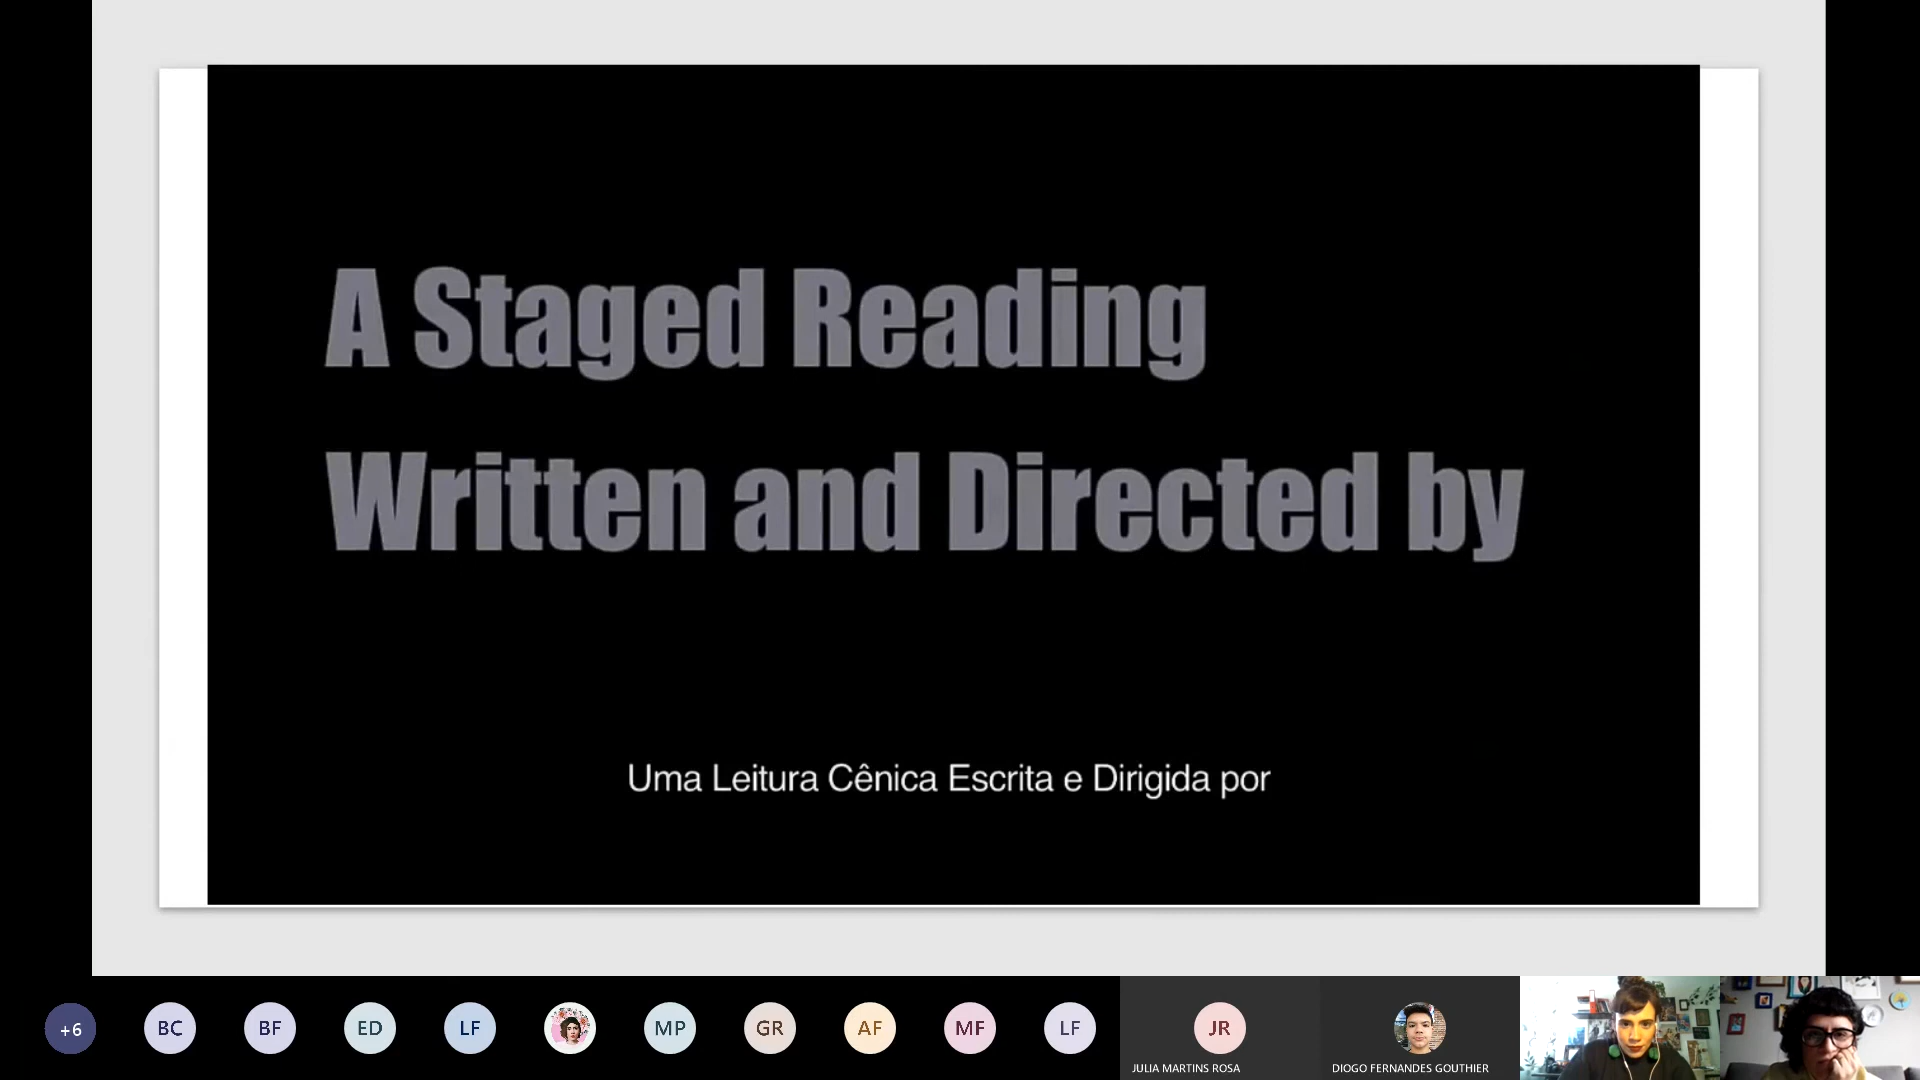 A Staged Reading
Written and Directed by
Uma Leitura Cênica Escrita e Dirigida por
+6
BC
BF
ED
LF
MP
GR
AF
MF
LF
JR
JULIA MARTINS ROSA
DIOGO FERNANDES GOUTHIER